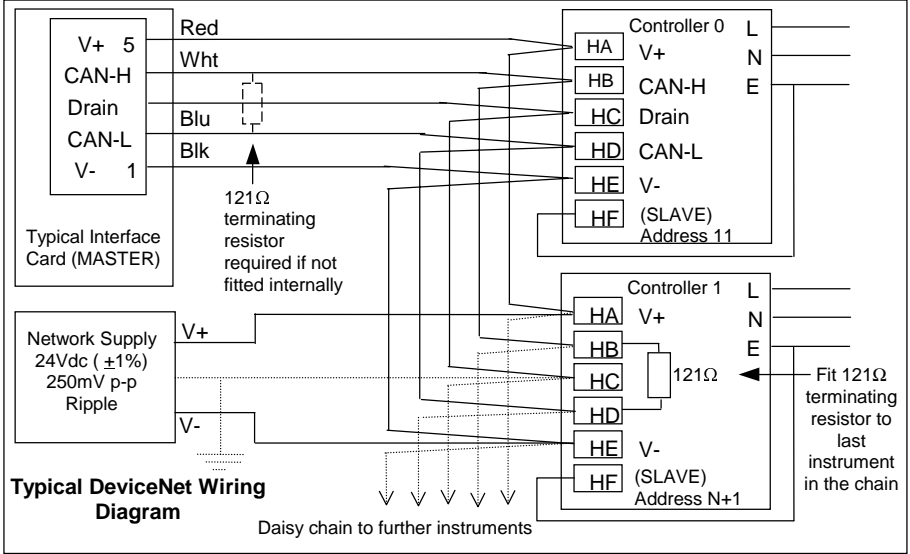 V+ 5
CAN-H
Drain
CAN-L
V- 1
Typical Interface
Card (MASTER)
Red
Wht
Blu
Blk
121Ω
terminating
resistor
required if not
fitted internally
Controller 0
HA V+
HB CAN-H
HC Drain
HD CAN-L
HE V-
HF (SLAVE)
Address 11
L
N
E
Network Supply
24Vdc ( ±1%)
250mV p-p
Ripple
V+
V-
Controller 1
HA V+
HB
HC
HD
HE V-
HF (SLAVE)
Address N+1
121Ω
L
N
E
Fit 121Ω
terminating
resistor to
last
instrument
in the chain
Typical DeviceNet Wiring
Diagram
Daisy chain to further instruments